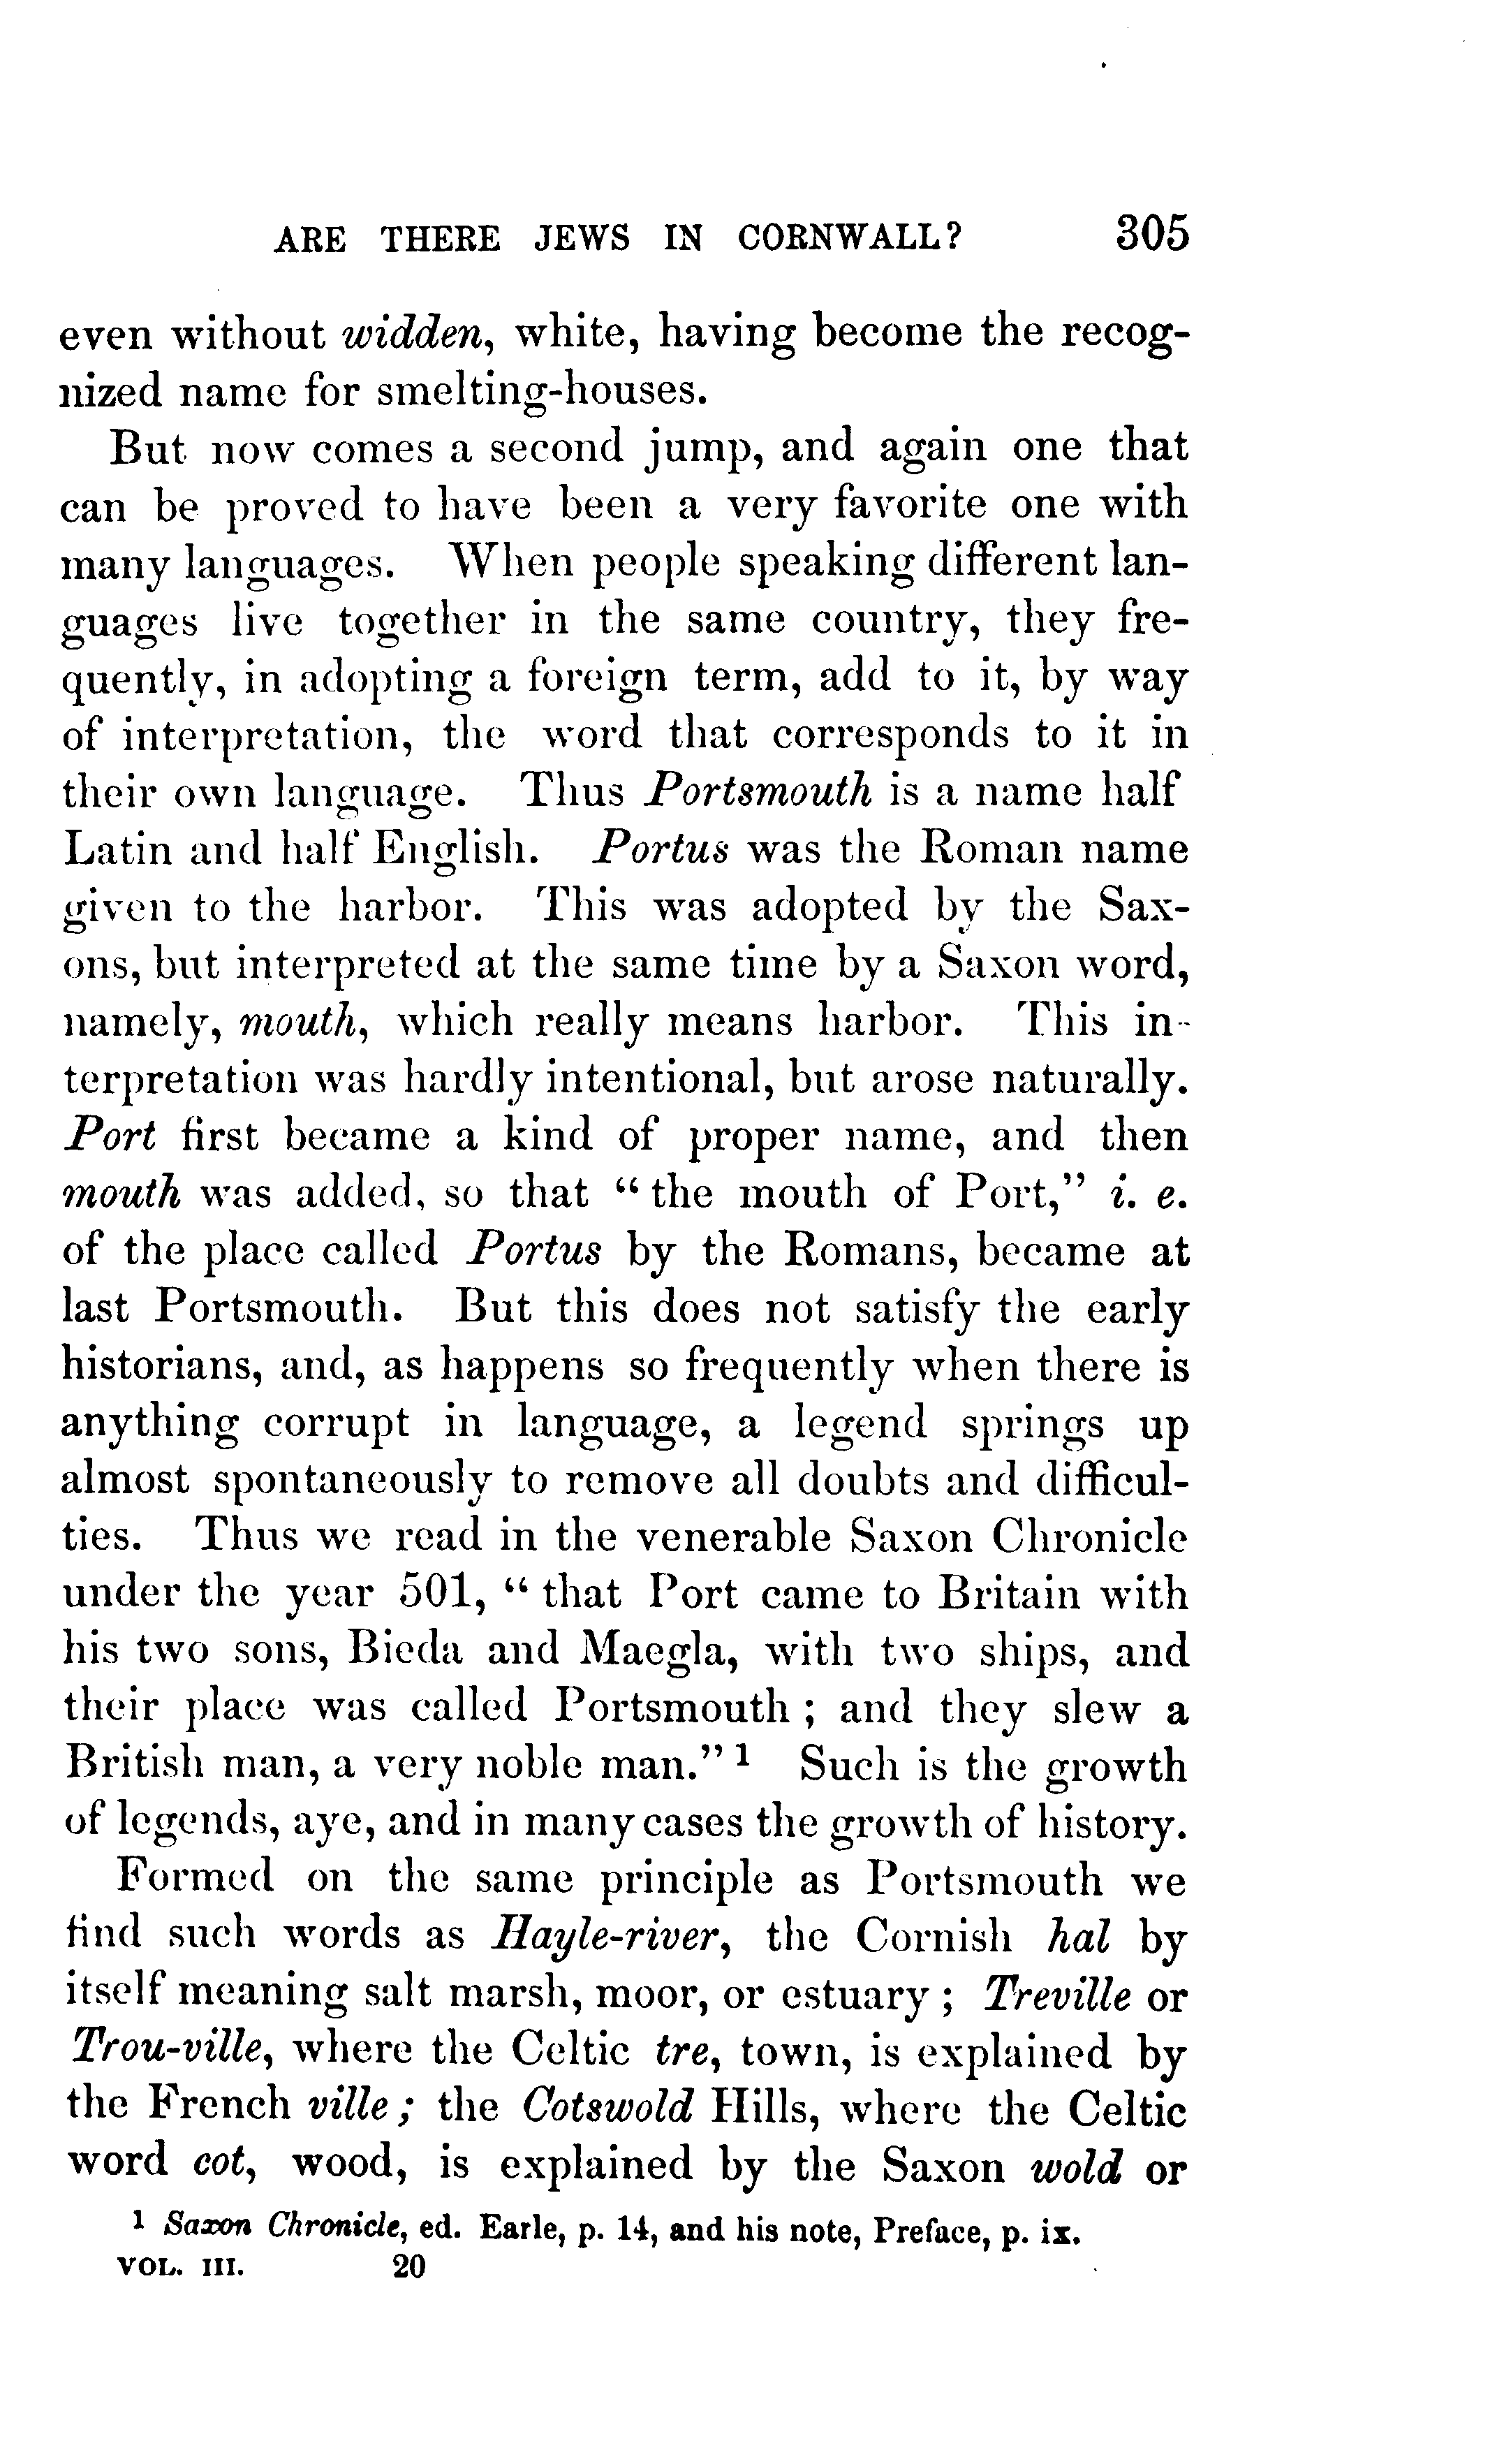 ARE THERE JEWS IN CORNWALL? 305
even without widden, white, having become the recog-
nized name for smelting-houses.
But now comes a second jump, and again one that
can be proved to have been a very favorite one with
many languages. When people speaking different lan-
guages live together in the same country, they fre-
quently, in adopting a foreign term, add to it, by way
of interpretation, the word that corresponds to it in
their own language. Thus Portsmouth is a name half
Latin and half English. Portus was the Roman name
given to the harbor. This was adopted by the Sax-
ons, but interpreted at the same time by a Saxon word,
namely, mouth, which really means harbor. This in-
terpretation was hardly intentional, but arose naturally.
Port first became a kind of proper name, and then
mouth was added, so that “the mouth of Port,” i. e.
of the place called Portus by the Romans, became at
last Portsmouth. But this does not satisfy the early
historians, and, as happens so frequently when there is
anything corrupt in language, a legend springs up
almost spontaneously to remove all doubts and difficul-
ties. Thus we read in the venerable Saxon Chronicle
under the year 501, “that Port came to Britain with
his two sons, Bieda and Maegla, with two ships, and
their place was called Portsmouth; and they slew a
British man, a very noble man.” 1 Such is the growth
of legends, aye, and in many cases the growth of history.
Formed on the same principle as Portsmouth we
find such words as Hayle-river, the Cornish hal by
itself meaning salt marsh, moor, or estuary; Treville or
Trou-ville, where the Celtic tre, town, is explained by
the French ville; the Cotswold Hills, where the Celtic
word cot, wood, is explained by the Saxon wold or
1 Saxon Chronicle, ed. Earle, p. 14, and his note, Preface, p. ix.
VOL. III. 20